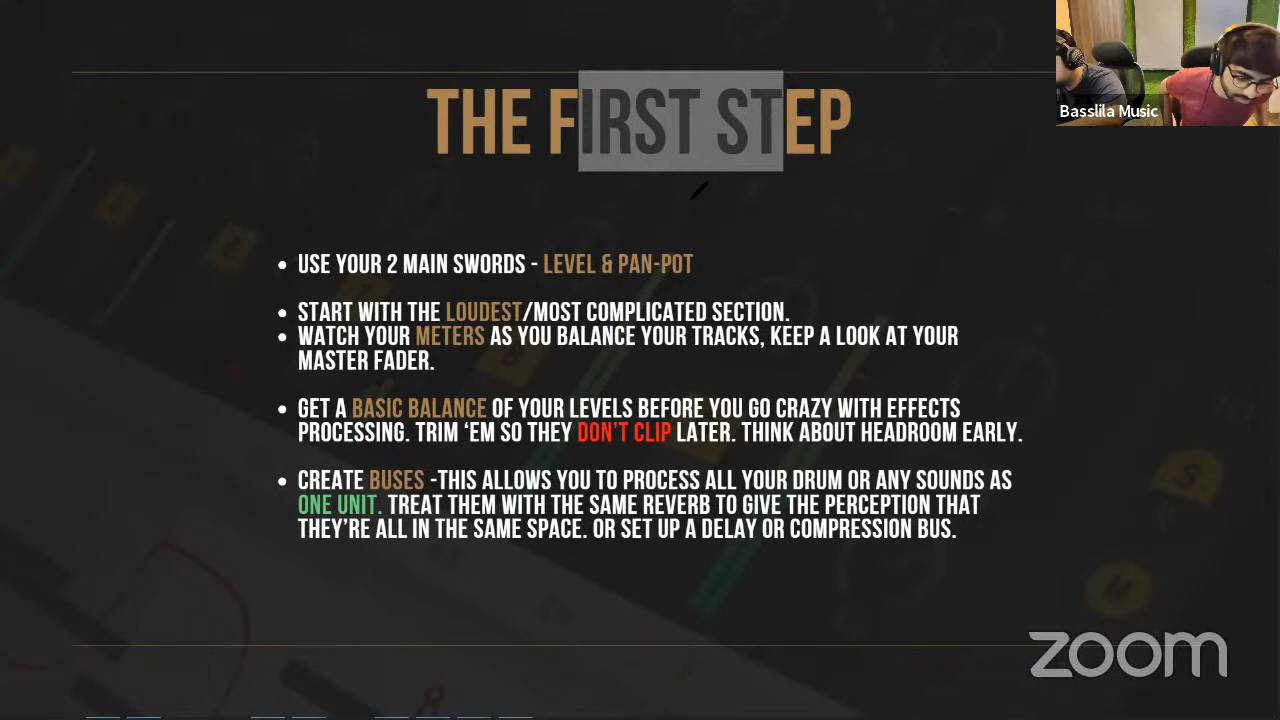 Basslila Music
THE FIRST STEP
• USE YOUR 2 MAIN SWORDS - LEVEL & PAN-POT
• START WITH THE LOUDEST/MOST COMPLICATED SECTION.
• WATCH YOUR METERS AS YOU BALANCE YOUR TRACKS, KEEP A LOOK AT YOUR
MASTER FADER.
• GET A BASIC BALANCE OF YOUR LEVELS BEFORE YOU GO CRAZY WITH EFFECTS
PROCESSING. TRIM ‘EM SO THEY DON’T CLIP LATER. THINK ABOUT HEADROOM EARLY.
• CREATE BUSES -THIS ALLOWS YOU TO PROCESS ALL YOUR DRUM OR ANY SOUNDS AS
ONE UNIT. TREAT THEM WITH THE SAME REVERB TO GIVE THE PERCEPTION THAT
THEY’RE ALL IN THE SAME SPACE. OR SET UP A DELAY OR COMPRESSION BUS.
S
M
zoom